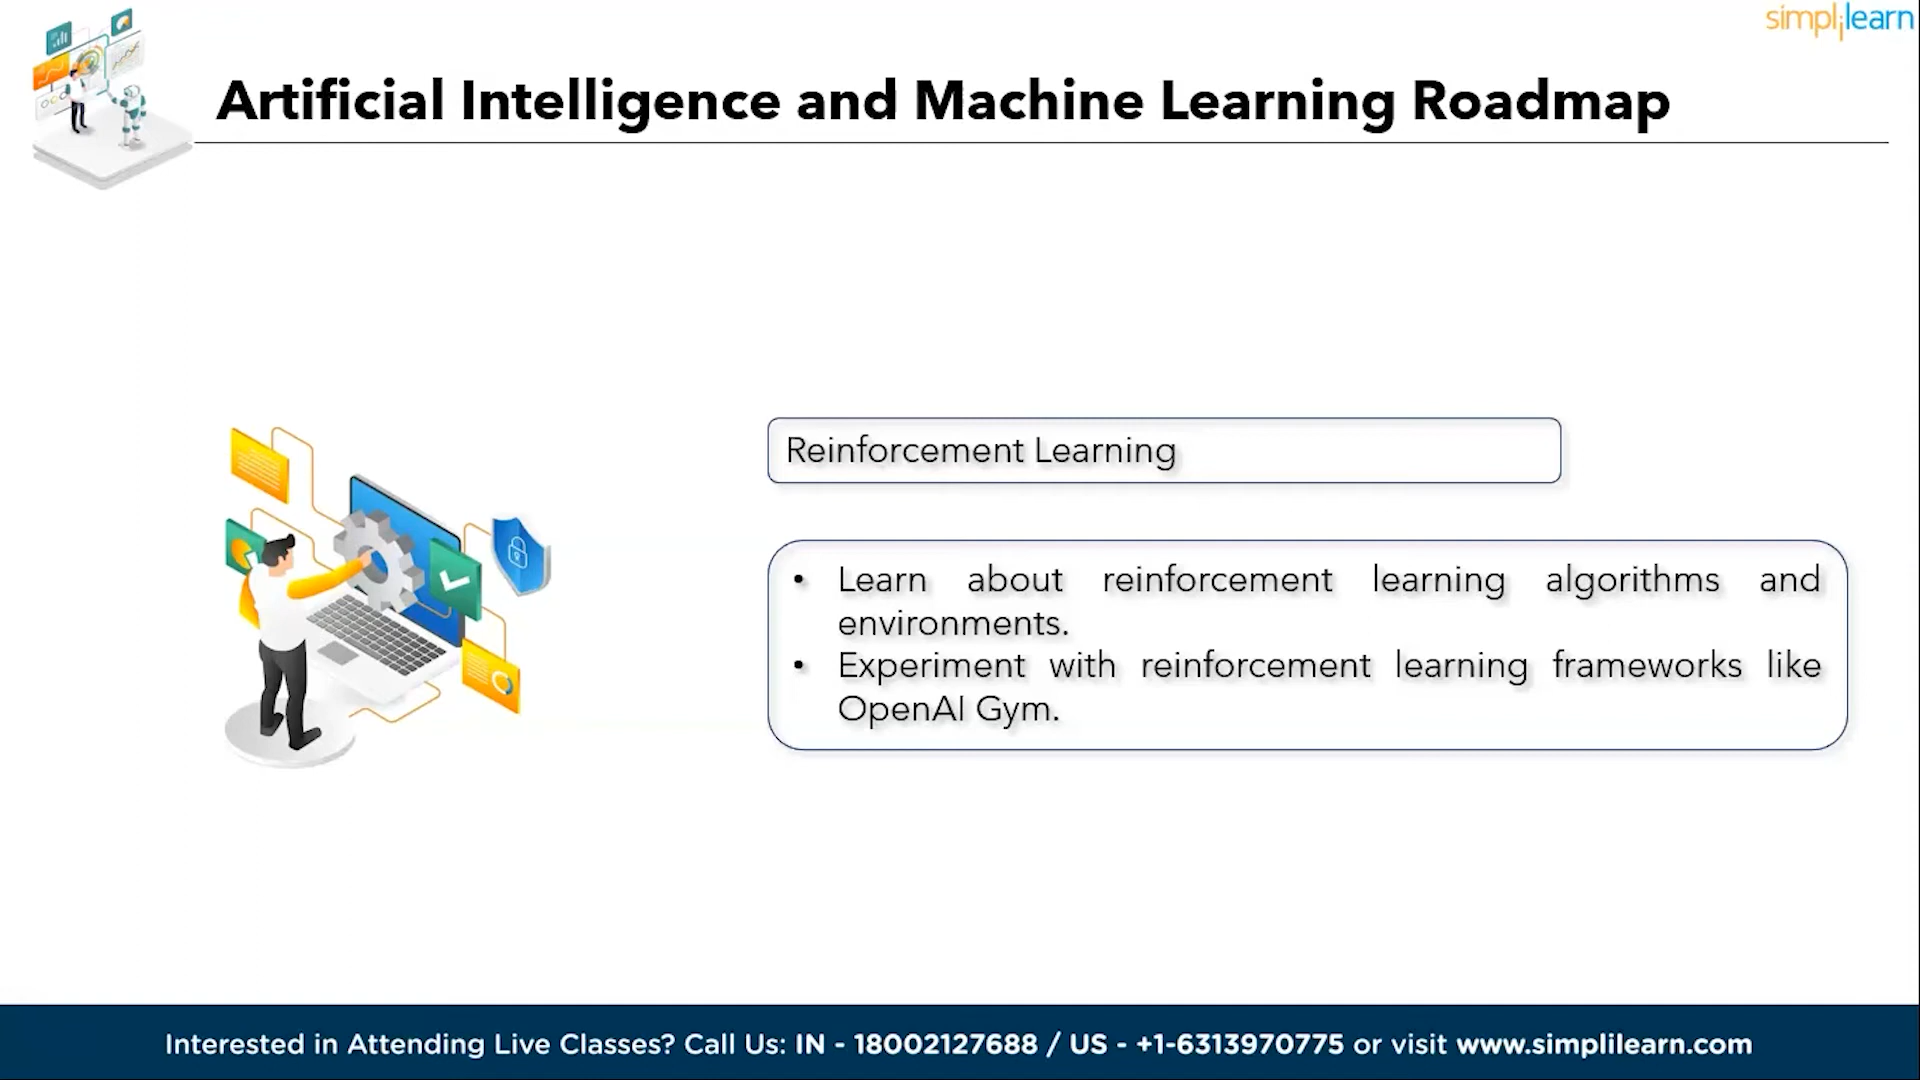 simplilearn
Artificial Intelligence and Machine Learning Roadmap
Reinforcement Learning
• Learn about reinforcement learning algorithms and
environments.
• Experiment with reinforcement learning frameworks like
OpenAI Gym.
Interested in Attending Live Classes? Call Us: IN - 18002127688 / US - +1-6313970775 or visit www.simplilearn.com